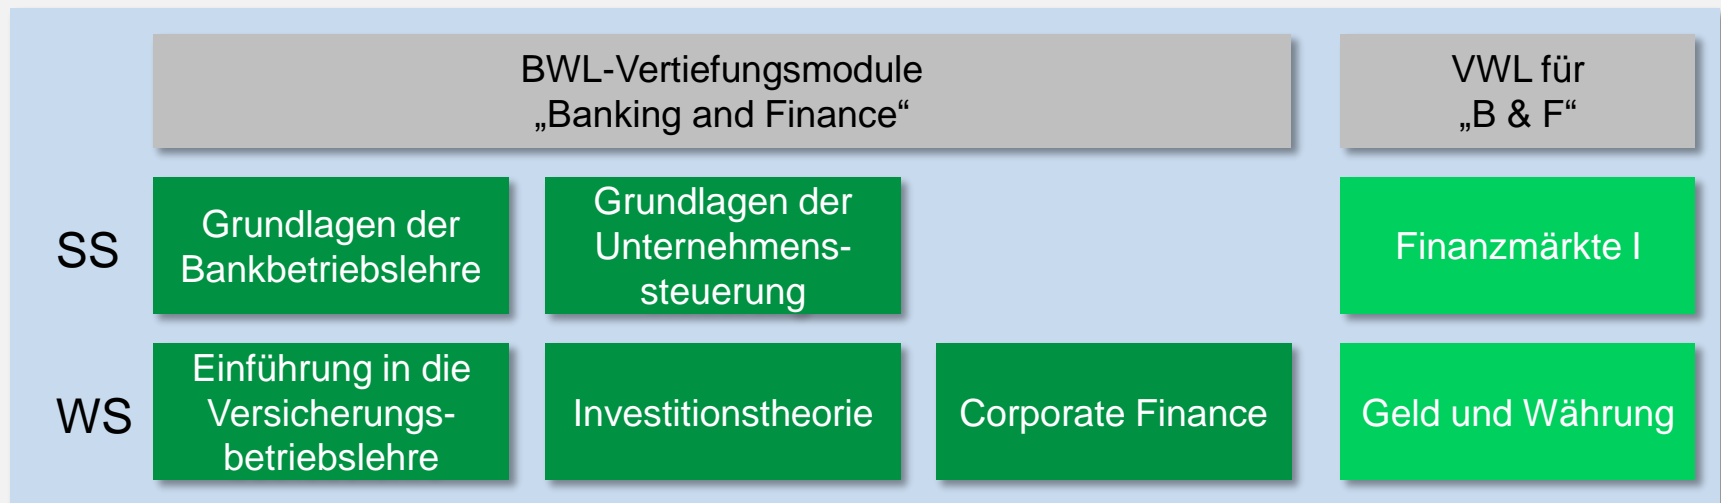 BWL-Vertiefungsmodule
„Banking and Finance“
VWL für
„B & F“
SS
Grundlagen der
Bankbetriebslehre
Grundlagen der
Unternehmens-
steuerung
Finanzmärkte I
WS
Einführung in die
Versicherungs-
betriebslehre
Investitionstheorie
Corporate Finance
Geld und Währung